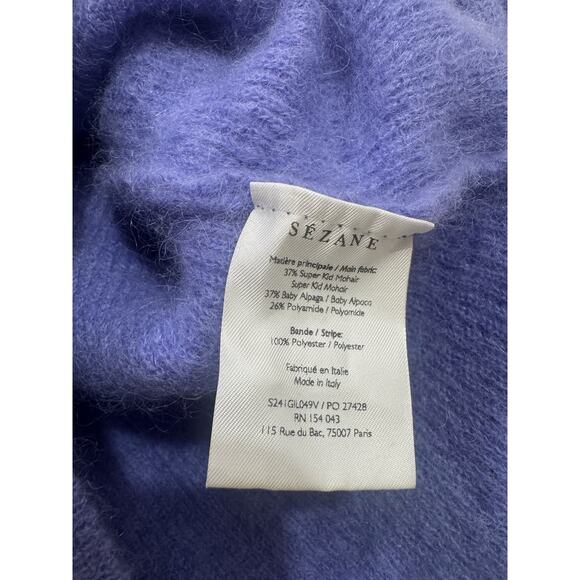 SÉZANE
Matière principale / Main fabric:
37% Super Kid Mohair
Super Kid Mohair
37% Baby Alpaga / Baby Alpaca
26% Polyamide / Polyamide
Bande / Stripe:
100% Polyester / Polyester
Fabriqué en Italie
Made in Italy
S241GIL049V / PO 27428
RN 154 043
115 Rue du Bac, 75007 Paris